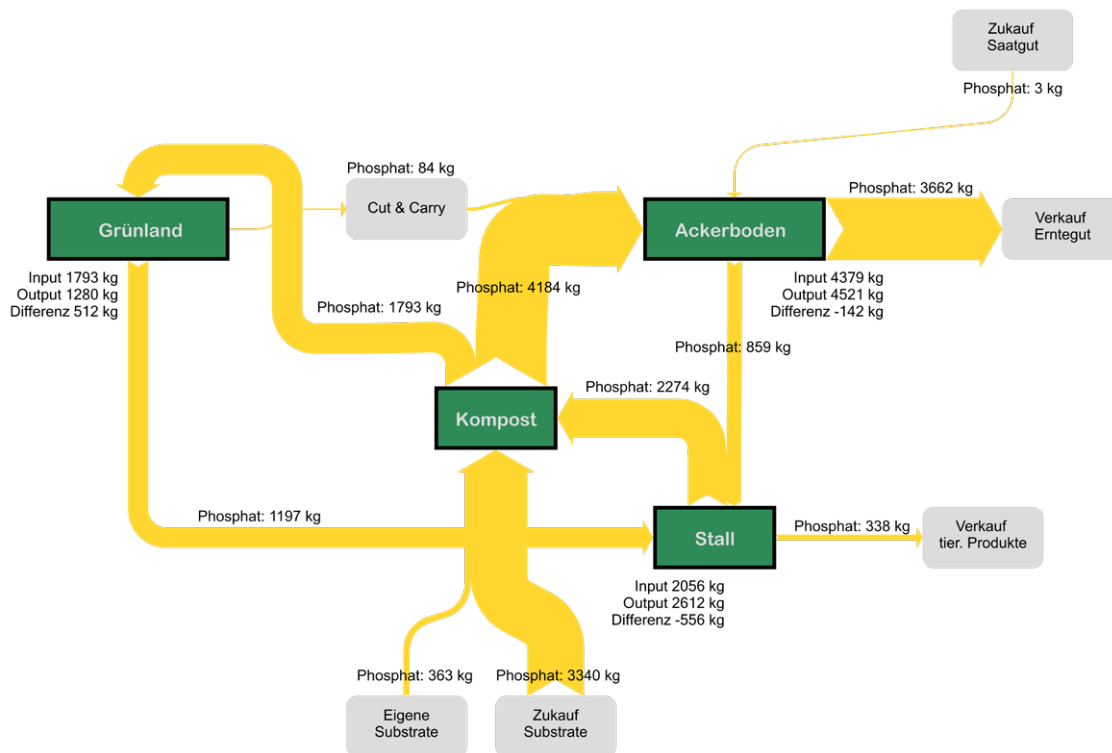 Zukauf
Saatgut
Phosphat: 3 kg
Phosphat: 84 kg
Phosphat: 3662 kg
Cut & Carry
Grünland
Ackerboden
Verkauf
Erntegut
Input 1793 kg
Output 1280 kg
Differenz 512 kg
Phosphat: 4184 kg
Input 4379 kg
Output 4521 kg
Differenz -142 kg
Phosphat: 1793 kg
Phosphat: 859 kg
Phosphat: 2274 kg
Kompost
Phosphat: 1197 kg
Stall
Phosphat: 338 kg
Verkauf
tier. Produkte
Input 2056 kg
Output 2612 kg
Differenz -556 kg
Phosphat: 363 kg
Phosphat: 3340 kg
Eigene
Substrate
Zukauf
Substrate